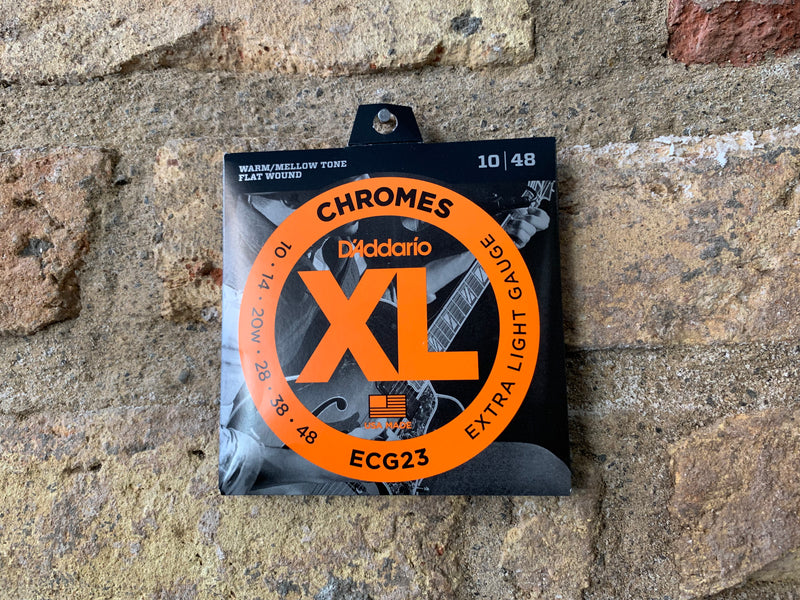 WARM/MELLOW TONE
FLAT WOUND
10|48
CHROMES
D'Addario
XL
10 · 14 · 20W · 28 · 38 · 48
EXTRA LIGHT GAUGE
USA MADE
ECG23